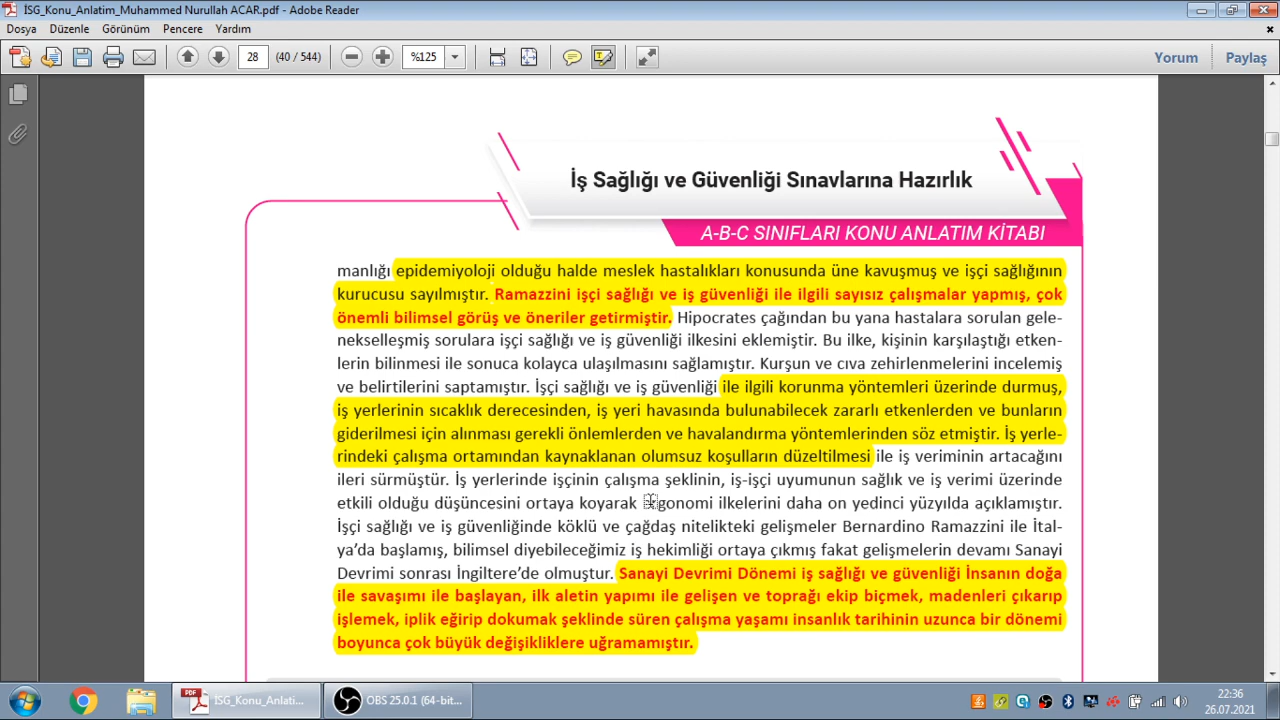 İSG_Konu_Anlatim_Muhammed Nurullah ACAR.pdf - Adobe Reader
Dosya Düzenle Görünüm Pencere Yardım
28 (40 / 544) %125 Yorum Paylaş
İş Sağlığı ve Güvenliği Sınavlarına Hazırlık
A-B-C SINIFLARI KONU ANLATIM KİTABI
manlığı epidemiyoloji olduğu halde meslek hastalıkları konusunda üne kavuşmuş ve işçi sağlığının
kurucusu sayılmıştır. Ramazzini işçi sağlığı ve iş güvenliği ile ilgili sayısız çalışmalar yapmış, çok
önemli bilimsel görüş ve öneriler getirmiştir. Hipocrates çağından bu yana hastalara sorulan gele-
nekselleşmiş sorulara işçi sağlığı ve iş güvenliği ilkesini eklemiştir. Bu ilke, kişinin karşılaştığı etken-
lerin bilinmesi ile sonuca kolayca ulaşılmasını sağlamıştır. Kurşun ve cıva zehirlenmelerini incelemiş
ve belirtilerini saptamıştır. İşçi sağlığı ve iş güvenliği ile ilgili korunma yöntemleri üzerinde durmuş,
iş yerlerinin sıcaklık derecesinden, iş yeri havasında bulunabilecek zararlı etkenlerden ve bunların
giderilmesi için alınması gerekli önlemlerden ve havalandırma yöntemlerinden söz etmiştir. İş yerle-
rindeki çalışma ortamından kaynaklanan olumsuz koşulların düzeltilmesi ile iş veriminin artacağını
ileri sürmüştür. İş yerlerinde işçinin çalışma şeklinin, iş-işçi uyumunun sağlık ve iş verimi üzerinde
etkili olduğu düşüncesini ortaya koyarak ergonomi ilkelerini daha on yedinci yüzyılda açıklamıştır.
İşçi sağlığı ve iş güvenliğinde köklü ve çağdaş nitelikteki gelişmeler Bernardino Ramazzini ile İtal-
ya’da başlamış, bilimsel diyebileceğimiz iş hekimliği ortaya çıkmış fakat gelişmelerin devamı Sanayi
Devrimi sonrası İngiltere’de olmuştur. Sanayi Devrimi Dönemi iş sağlığı ve güvenliği İnsanın doğa
ile savaşımı ile başlayan, ilk aletin yapımı ile gelişen ve toprağı ekip biçmek, madenleri çıkarıp
işlemek, iplik eğirip dokumak şeklinde süren çalışma yaşamı insanlık tarihinin uzunca bir dönemi
boyunca çok büyük değişikliklere uğramamıştır.
İSG_Konu_Anlati... OBS 25.0.1 (64-bit... 22:36
26.07.2021